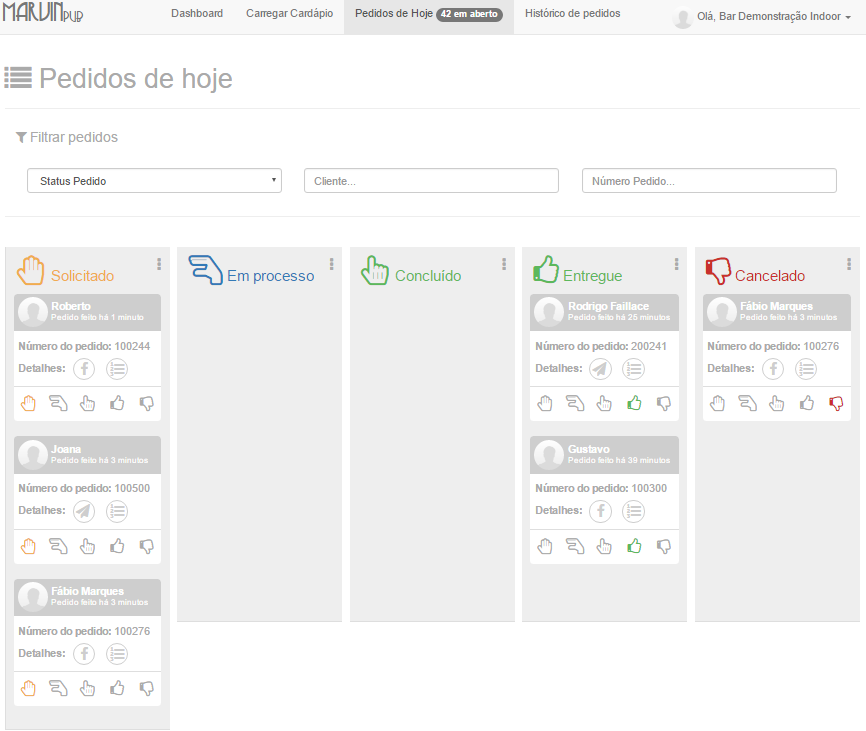 MARVIN PUB
Dashboard
Carregar Cardápio
Pedidos de Hoje 42 em aberto
Histórico de pedidos
Olá, Bar Demonstração Indoor
Pedidos de hoje
Filtrar pedidos
Status Pedido
Cliente...
Número Pedido...
Solicitado
Roberto
Pedido feito há 1 minuto
Número do pedido: 100244
Detalhes:
Joana
Pedido feito há 3 minutos
Número do pedido: 100500
Detalhes:
Fábio Marques
Pedido feito há 3 minutos
Número do pedido: 100276
Detalhes:
Em processo
Concluído
Entregue
Rodrigo Faillace
Pedido feito há 25 minutos
Número do pedido: 200241
Detalhes:
Gustavo
Pedido feito há 39 minutos
Número do pedido: 100300
Detalhes:
Cancelado
Fábio Marques
Pedido feito há 3 minutos
Número do pedido: 100276
Detalhes: